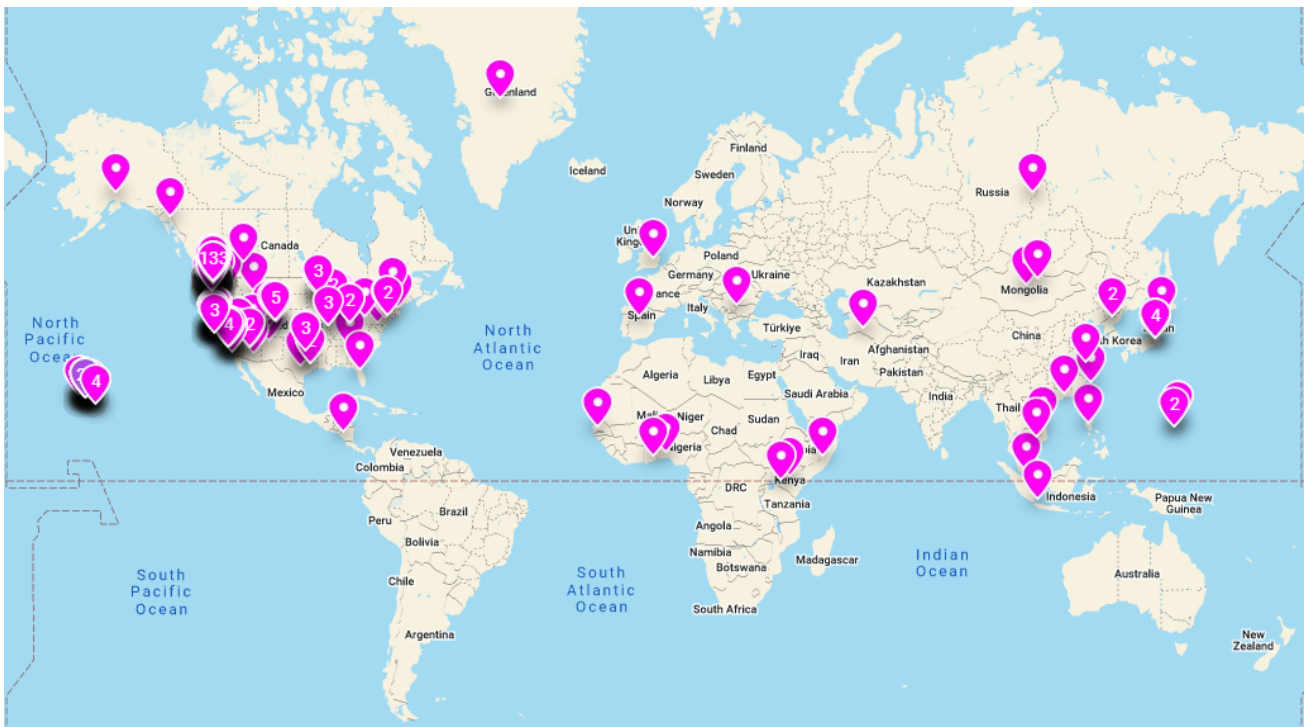 Greenland
Iceland
Finland
Sweden
Russia
Norway
Canada
133
3
Poland
Germany
Ukraine
Kazakhstan
Mongolia
2
5
3
2
2
Italy
Spain
Türkiye
4
3
4
2
3
North
Pacific
Ocean
North
Atlantic
Ocean
China
Iraq
Iran
Afghanistan
Pakistan
4
Algeria
Libya
Egypt
Saudi Arabia
India
Mexico
2
Mali
Niger
Chad
Sudan
Venezuela
Colombia
DRC
Kenya
Tanzania
Indonesia
Papua New
Guinea
Peru
Brazil
Angola
Bolivia
Namibia
Botswana
Madagascar
Indian
Ocean
South
Pacific
Ocean
South
Atlantic
Ocean
Chile
Australia
South Africa
Argentina
New
Zealand